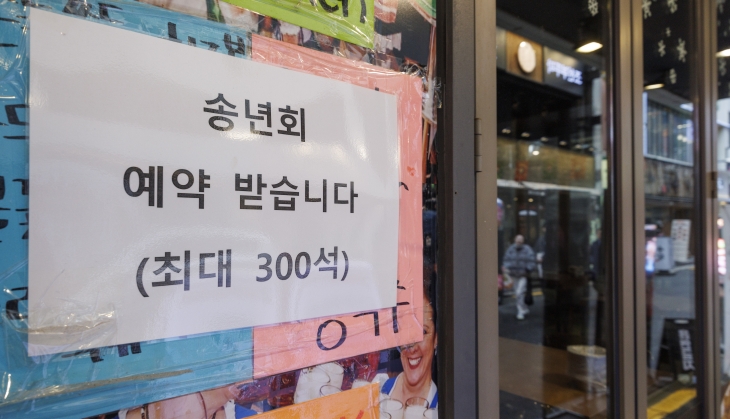 송년회
예약 받습니다
(최대 300석)